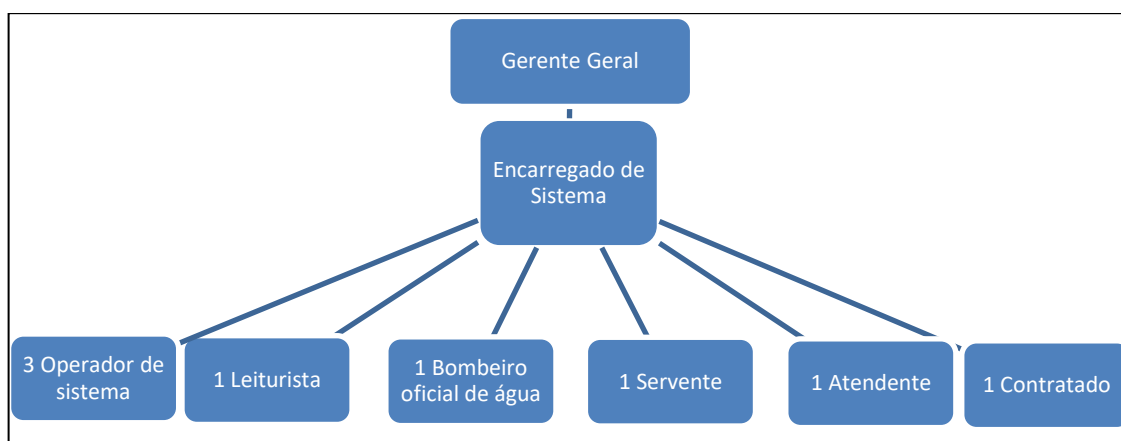 Gerente Geral
Encarregado de
Sistema
3 Operador de
sistema
1 Leiturista
1 Bombeiro
oficial de água
1 Servente
1 Atendente
1 Contratado